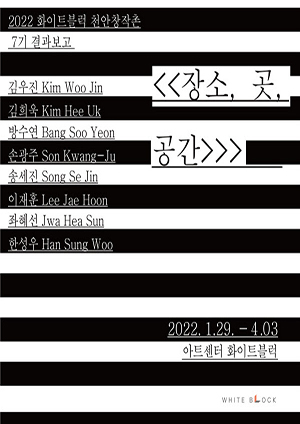 2022 화이트블럭 천안창작촌
7기 결과보고
김우진 Kim Woo Jin
김희욱 Kim Hee Uk
방수연 Bang Soo Yeon
손광주 Son Kwang-Ju
송세진 Song Se Jin
이재훈 Lee Jae Hoon
좌혜선 Jwa Hea Sun
한성우 Han Sung Woo
<<장소, 곳,
공간>>>
2022. 1.29. - 4.03
아트센터 화이트블럭
WHITE BLOCK